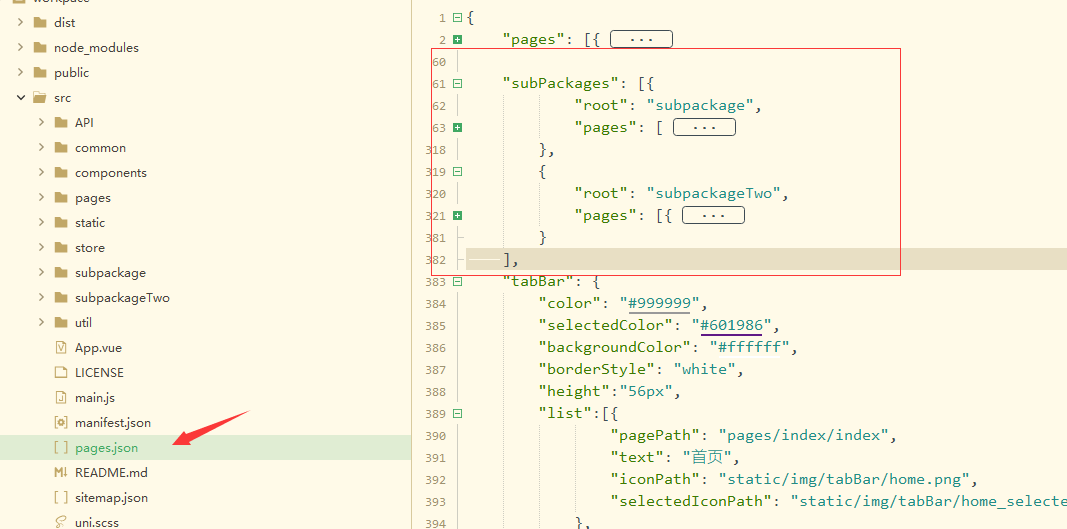 dist
node_modules
public
src
API
common
components
pages
static
store
subpackage
subpackageTwo
util
App.vue
LICENSE
main.js
manifest.json
pages.json
README.md
sitemap.json
uni.scss
1 {
2 "pages": [{ ...
60
61 "subPackages": [{
62 "root": "subpackage",
63 "pages": [ ...
318 },
319 {
320 "root": "subpackageTwo",
321 "pages": [{ ...
381 }
382 ],
383 "tabBar": {
384 "color": "#999999",
385 "selectedColor": "#601986",
386 "backgroundColor": "#ffffff",
387 "borderStyle": "white",
388 "height":"56px",
389 "list":[{
390 "pagePath": "pages/index/index",
391 "text": "首页",
392 "iconPath": "static/img/tabBar/home.png",
393 "selectedIconPath": "static/img/tabBar/home_selecte
394 },